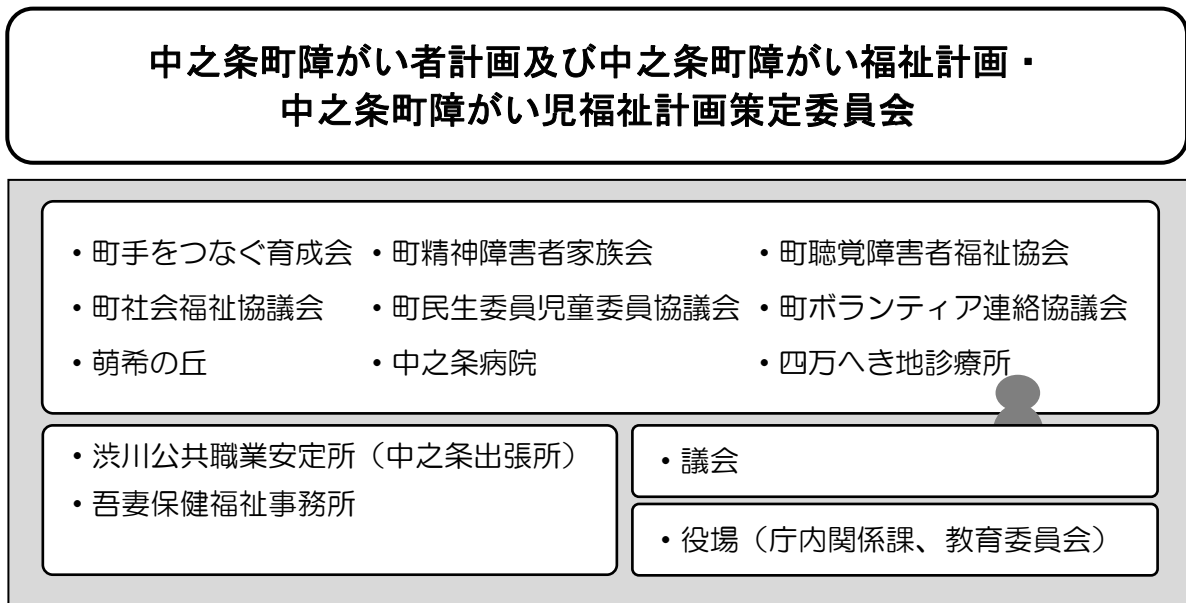 中之条町障がい者計画及び中之条町障がい福祉計画・
中之条町障がい児福祉計画策定委員会
・町手をつなぐ育成会 ・町精神障害者家族会 ・町聴覚障害者福祉協会
・町社会福祉協議会 ・町民生委員児童委員協議会 ・町ボランティア連絡協議会
・萌希の丘 ・中之条病院 ・四万へき地診療所
・渋川公共職業安定所（中之条出張所）
・吾妻保健福祉事務所
・議会
・役場（庁内関係課、教育委員会）